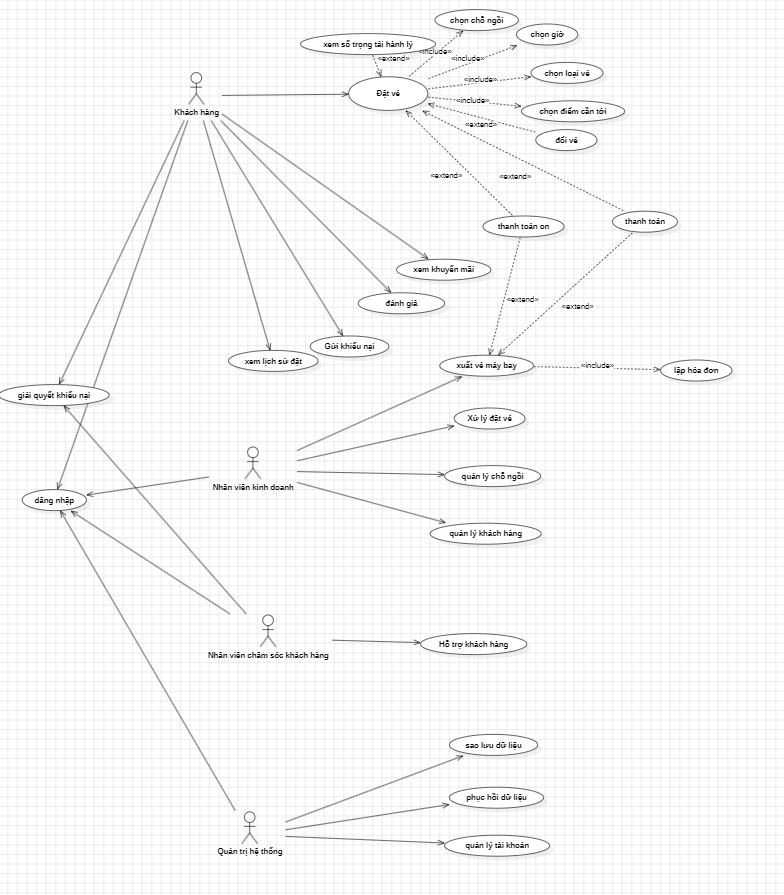 chọn chỗ ngồi
chọn giờ
xem số trọng tải hành lý
«include»
«extend»
«include»
chọn loại vé
«include»
Đặt vé
«include»
chọn điểm cần tới
Khách hàng
«extend»
đổi vé
«extend»
«extend»
thanh toán on
thanh toán
xem khuyến mãi
đánh giá
«extend»
«extend»
Gửi khiếu nại
xem lịch sử đặt
xuất vé máy bay
«include»
lập hóa đơn
giải quyết khiếu nại
Xử lý đặt vé
quản lý chỗ ngồi
Nhân viên kinh doanh
đăng nhập
quản lý khách hàng
Hỗ trợ khách hàng
Nhân viên chăm sóc khách hàng
sao lưu dữ liệu
phục hồi dữ liệu
quản lý tài khoản
Quản trị hệ thống